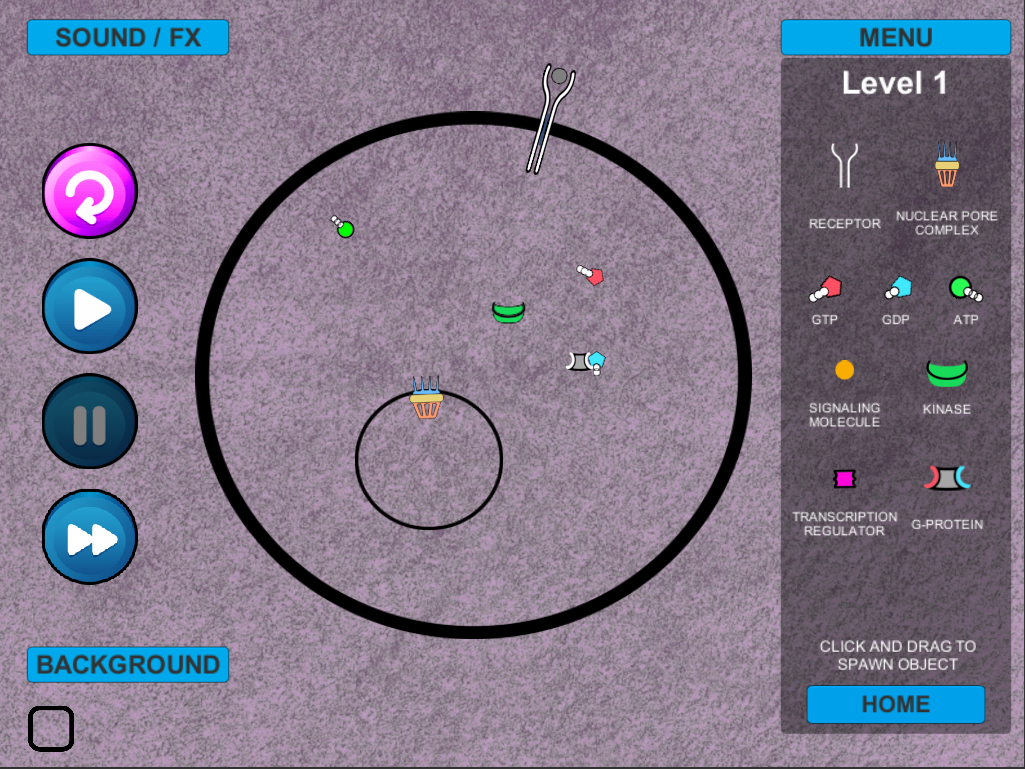 SOUND / FX
MENU
Level 1
RECEPTOR
NUCLEAR PORE
COMPLEX
GTP
GDP
ATP
SIGNALING
MOLECULE
KINASE
TRANSCRIPTION
REGULATOR
G-PROTEIN
CLICK AND DRAG TO
SPAWN OBJECT
HOME
BACKGROUND